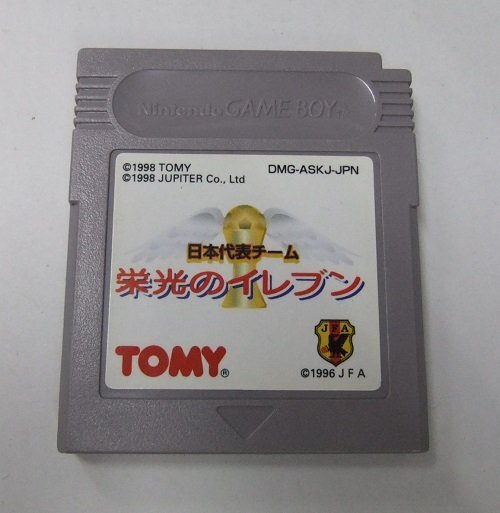 Nintendo GAME BOY™
©1998 TOMY
©1998 JUPITER Co., Ltd
DMG-ASKJ-JPN
日本代表チーム
栄光のイレブン
TOMY®
JFA
©1996 J F A